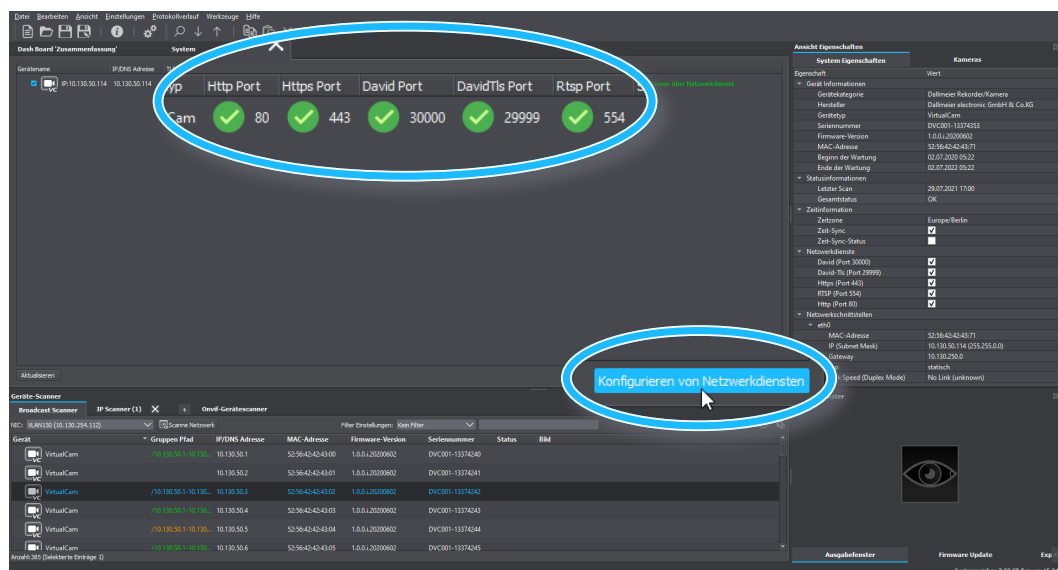 Datei Bearbeiten Ansicht Einstellungen Protokollverlauf Werkzeuge Hilfe
Dash Board 'Zusammenfassung' System
Gerätename IP/DNS Adresse
IP:10.130.50.114 10.130.50.114
yp Http Port Https Port David Port DavidTls Port Rtsp Port S
Cam 80 443 30000 29999 554
über Netzwerkdienste
Konfigurieren von Netzwerkdiensten
Aktualisieren
Ansicht Eigenschaften
System Eigenschaften Kameras
Eigenschaft Wert
Gerät Informationen
Gerätekategorie Dallmeier Rekorder/Kamera
Hersteller Dallmeier electronic GmbH & Co.KG
Gerätetyp VirtualCam
Seriennummer DVC001-13374353
Firmware-Version 1.0.0.i.20200602
MAC-Adresse 52:56:42:42:43:71
Beginn der Wartung 02.07.2020 05:22
Ende der Wartung 02.07.2022 05:22
Statusinformationen
Letzter Scan 29.07.2021 17:00
Gesamtstatus OK
Zeitinformation
Zeitzone Europe/Berlin
Zeit-Sync
Zeit-Sync-Status
Netzwerkdienste
David (Port 30000)
David-Tls (Port 29999)
Https (Port 443)
RTSP (Port 554)
Http (Port 80)
Netzwerkschnittstellen
eth0
MAC-Adresse 52:56:42:42:43:71
IP (Subnet Mask) 10.130.50.114 (255.255.0.0)
Gateway 10.130.250.0
statisch
Speed (Duplex Mode) No Link (unknown)
Geräte-Scanner
Broadcast Scanner IP Scanner (1) + Onvif-Gerätescanner
NIC: VLAN130 (10.130.254.112) Scanne Netzwerk Filter Einstellungen: Kein Filter
Gerät Gruppen Pfad IP/DNS Adresse MAC-Adresse Firmware-Version Seriennummer Status Bild
VC VirtualCam /10.130.50.1-10.130... 10.130.50.1 52:56:42:42:43:00 1.0.0.i.20200602 DVC001-13374240
VC VirtualCam 10.130.50.2 52:56:42:42:43:01 1.0.0.i.20200602 DVC001-13374241
VC VirtualCam /10.130.50.1-10.130... 10.130.50.3 52:56:42:42:43:02 1.0.0.i.20200602 DVC001-13374242
VC VirtualCam /10.130.50.1-10.130... 10.130.50.4 52:56:42:42:43:03 1.0.0.i.20200602 DVC001-13374243
VC VirtualCam /10.130.50.1-10.130... 10.130.50.5 52:56:42:42:43:04 1.0.0.i.20200602 DVC001-13374244
VC VirtualCam /10.130.50.1-10.130... 10.130.50.6 52:56:42:42:43:05 1.0.0.i.20200602 DVC001-13374245
Anzahl:385 (Selektierte Einträge 1)
Ausgabefenster Firmware Update Exp